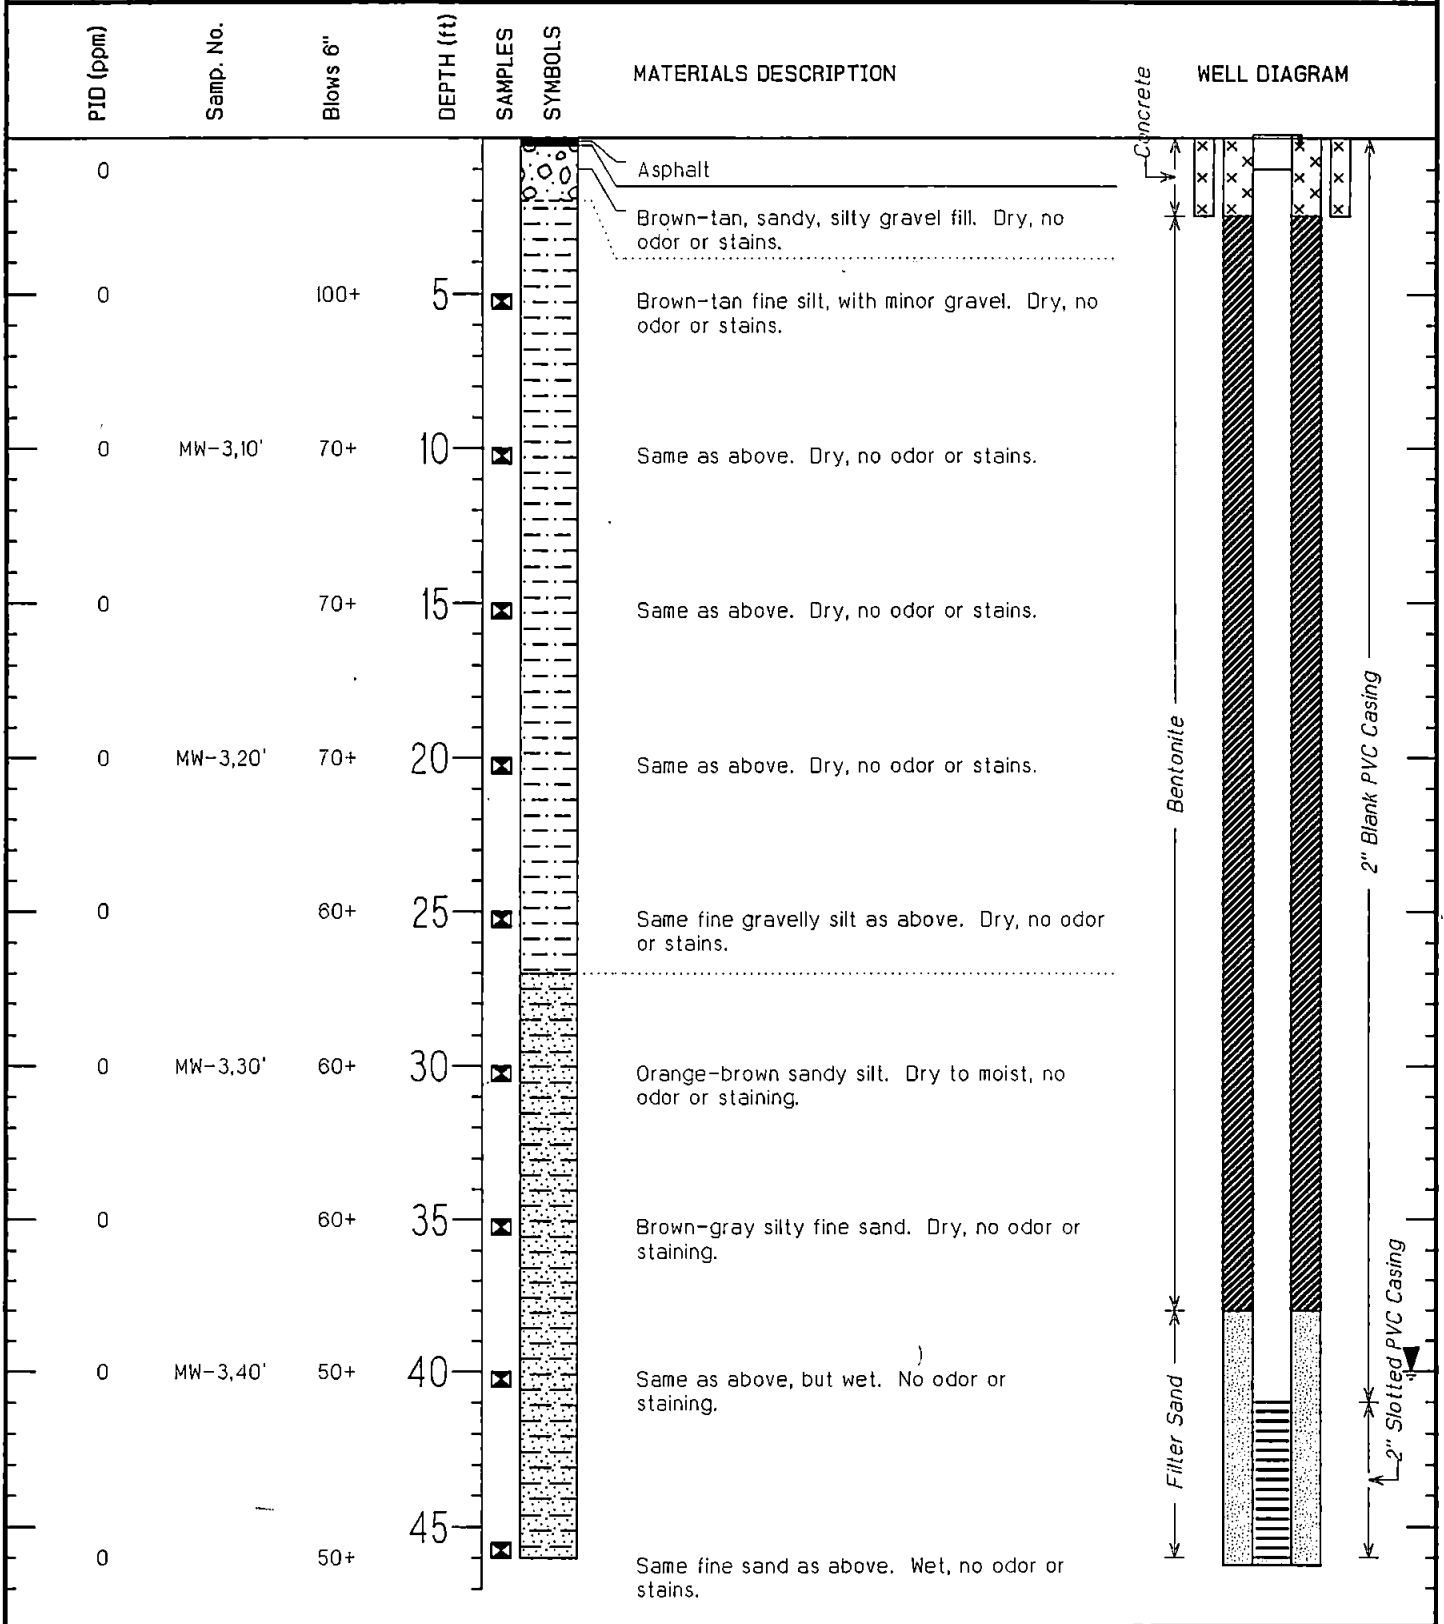 PID (ppm) Samp. No. Blows 6" DEPTH (ft) SAMPLES SYMBOLS MATERIALS DESCRIPTION WELL DIAGRAM
Concrete
0 Asphalt
Brown-tan, sandy, silty gravel fill. Dry, no
odor or stains.
0 100+ 5 Brown-tan fine silt, with minor gravel. Dry, no
odor or stains.
0 MW-3,10' 70+ 10 Same as above. Dry, no odor or stains.
0 70+ 15 Same as above. Dry, no odor or stains.
Bentonite
2" Blank PVC Casing
0 MW-3,20' 70+ 20 Same as above. Dry, no odor or stains.
0 60+ 25 Same fine gravelly silt as above. Dry, no odor
or stains.
0 MW-3,30' 60+ 30 Orange-brown sandy silt. Dry to moist, no
odor or staining.
0 60+ 35 Brown-gray silty fine sand. Dry, no odor or
staining.
2" Slotted PVC Casing
Filter Sand
0 MW-3,40' 50+ 40 Same as above, but wet. No odor or
staining.
45
0 50+ Same fine sand as above. Wet, no odor or
stains.